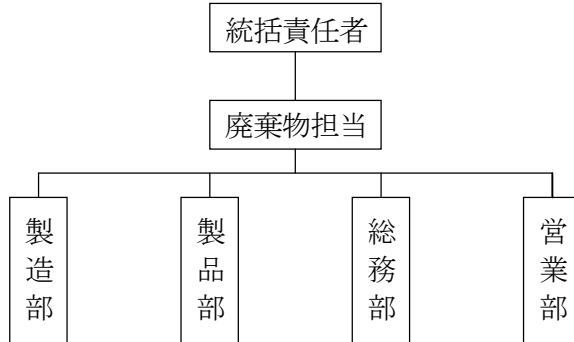 統括責任者
廃棄物担当
製造部
製品部
総務部
営業部